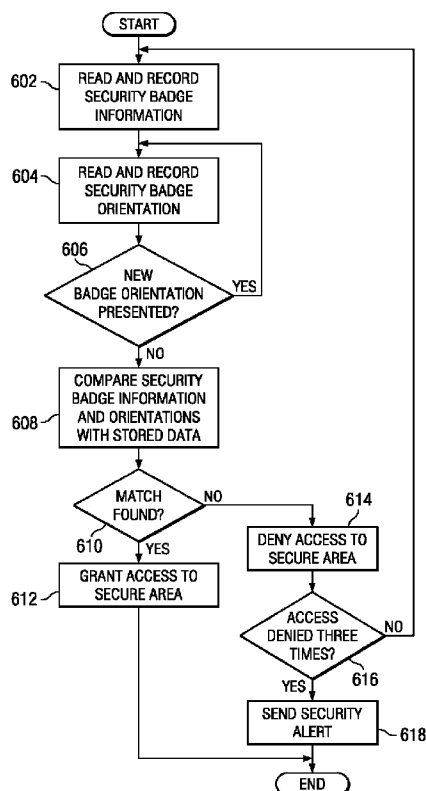 START
602
READ AND RECORD
SECURITY BADGE
INFORMATION
604
READ AND RECORD
SECURITY BADGE
ORIENTATION
606
NEW
BADGE ORIENTATION
PRESENTED?
YES
NO
608
COMPARE SECURITY
BADGE INFORMATION
AND ORIENTATIONS
WITH STORED DATA
MATCH
FOUND?
NO
610
YES
612
GRANT ACCESS TO
SECURE AREA
614
DENY ACCESS TO
SECURE AREA
ACCESS
DENIED THREE
TIMES?
NO
616
YES
SEND SECURITY
ALERT
618
END